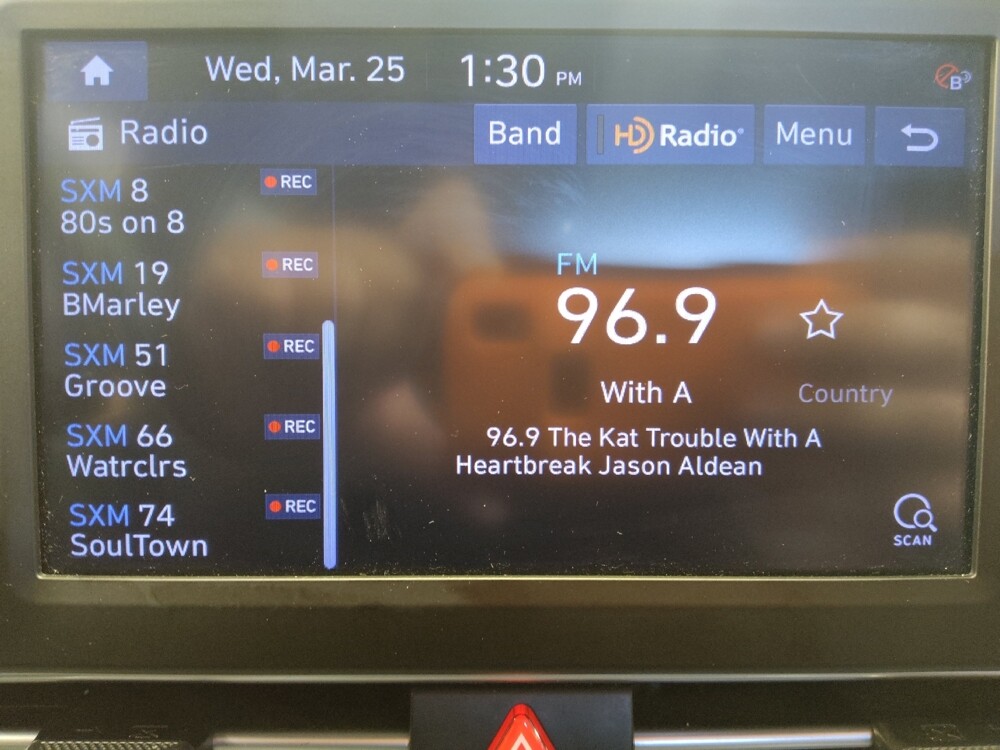 Wed, Mar. 25 1:30 PM
B
Radio Band HD Radio® Menu
SXM 8 REC
80s on 8
SXM 19 REC
BMarley
SXM 51 REC
Groove
SXM 66 REC
Watrclrs
SXM 74 REC
SoulTown
FM
96.9
With A Country
96.9 The Kat Trouble With A
Heartbreak Jason Aldean
SCAN